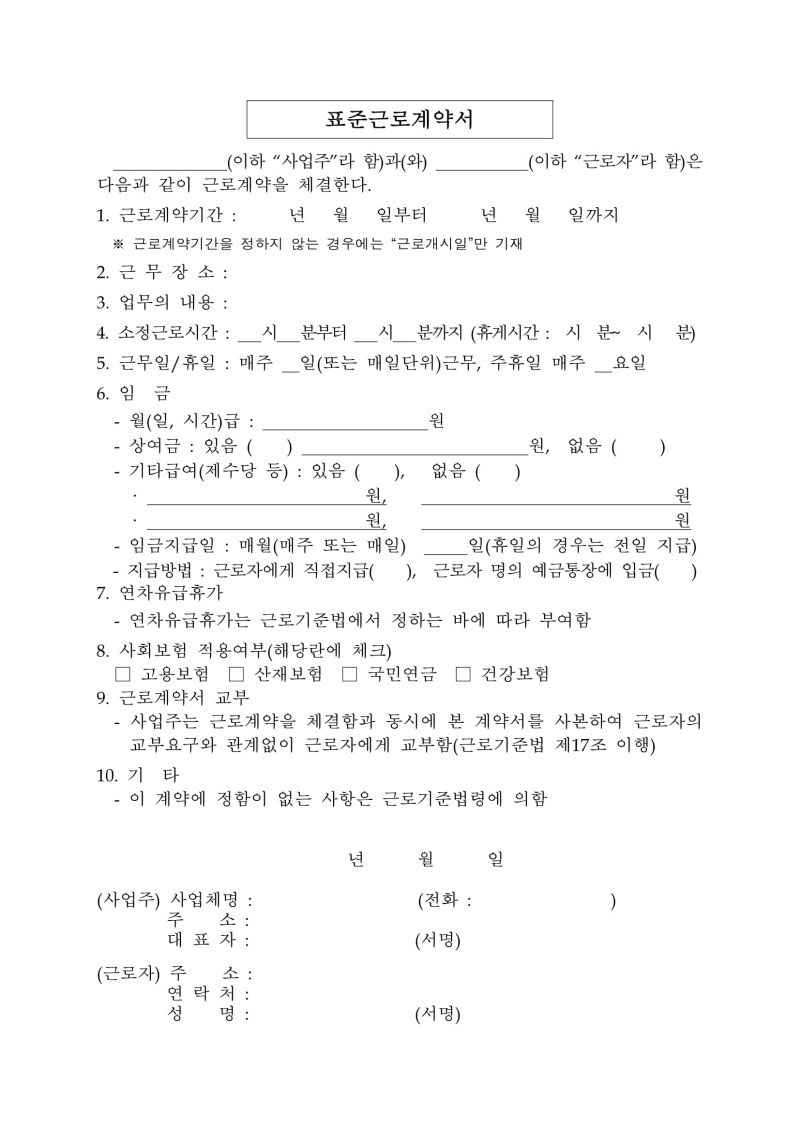 표준근로계약서
_____________(이하 “사업주”라 함)과(와) ___________(이하 “근로자”라 함)은
다음과 같이 근로계약을 체결한다.
1. 근로계약기간 : 년 월 일부터 년 월 일까지
※ 근로계약기간을 정하지 않는 경우에는 “근로개시일”만 기재
2. 근 무 장 소 :
3. 업무의 내용 :
4. 소정근로시간 : ___시___분부터 ___시___분까지 (휴게시간 : 시 분~ 시 분)
5. 근무일/휴일 : 매주 __일(또는 매일단위)근무, 주휴일 매주 __요일
6. 임 금
- 월(일, 시간)급 : ___________________원
- 상여금 : 있음 ( ) __________________________원, 없음 ( )
- 기타급여(제수당 등) : 있음 ( ), 없음 ( )
· _________________________원, ______________________________원
· _________________________원, ______________________________원
- 임금지급일 : 매월(매주 또는 매일) _____일(휴일의 경우는 전일 지급)
- 지급방법 : 근로자에게 직접지급( ), 근로자 명의 예금통장에 입금( )
7. 연차유급휴가
- 연차유급휴가는 근로기준법에서 정하는 바에 따라 부여함
8. 사회보험 적용여부(해당란에 체크)
□ 고용보험 □ 산재보험 □ 국민연금 □ 건강보험
9. 근로계약서 교부
- 사업주는 근로계약을 체결함과 동시에 본 계약서를 사본하여 근로자의
교부요구와 관계없이 근로자에게 교부함(근로기준법 제17조 이행)
10. 기 타
- 이 계약에 정함이 없는 사항은 근로기준법령에 의함
년 월 일
(사업주) 사업체명 : (전화 : )
주 소 :
대 표 자 : (서명)
(근로자) 주 소 :
연 락 처 :
성 명 : (서명)